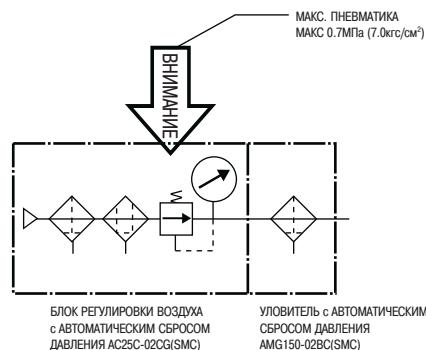 МАКС. ПНЕВМАТИКА
МАКС 0.7МПа (7.0кгс/см²)
ВНИМАНИЕ
БЛОК РЕГУЛИРОВКИ ВОЗДУХА
с АВТОМАТИЧЕСКИМ СБРОСОМ
ДАВЛЕНИЯ AC25C-02CG(SMC)
УЛОВИТЕЛЬ с АВТОМАТИЧЕСКИМ
СБРОСОМ ДАВЛЕНИЯ
AMG150-02BC(SMC)